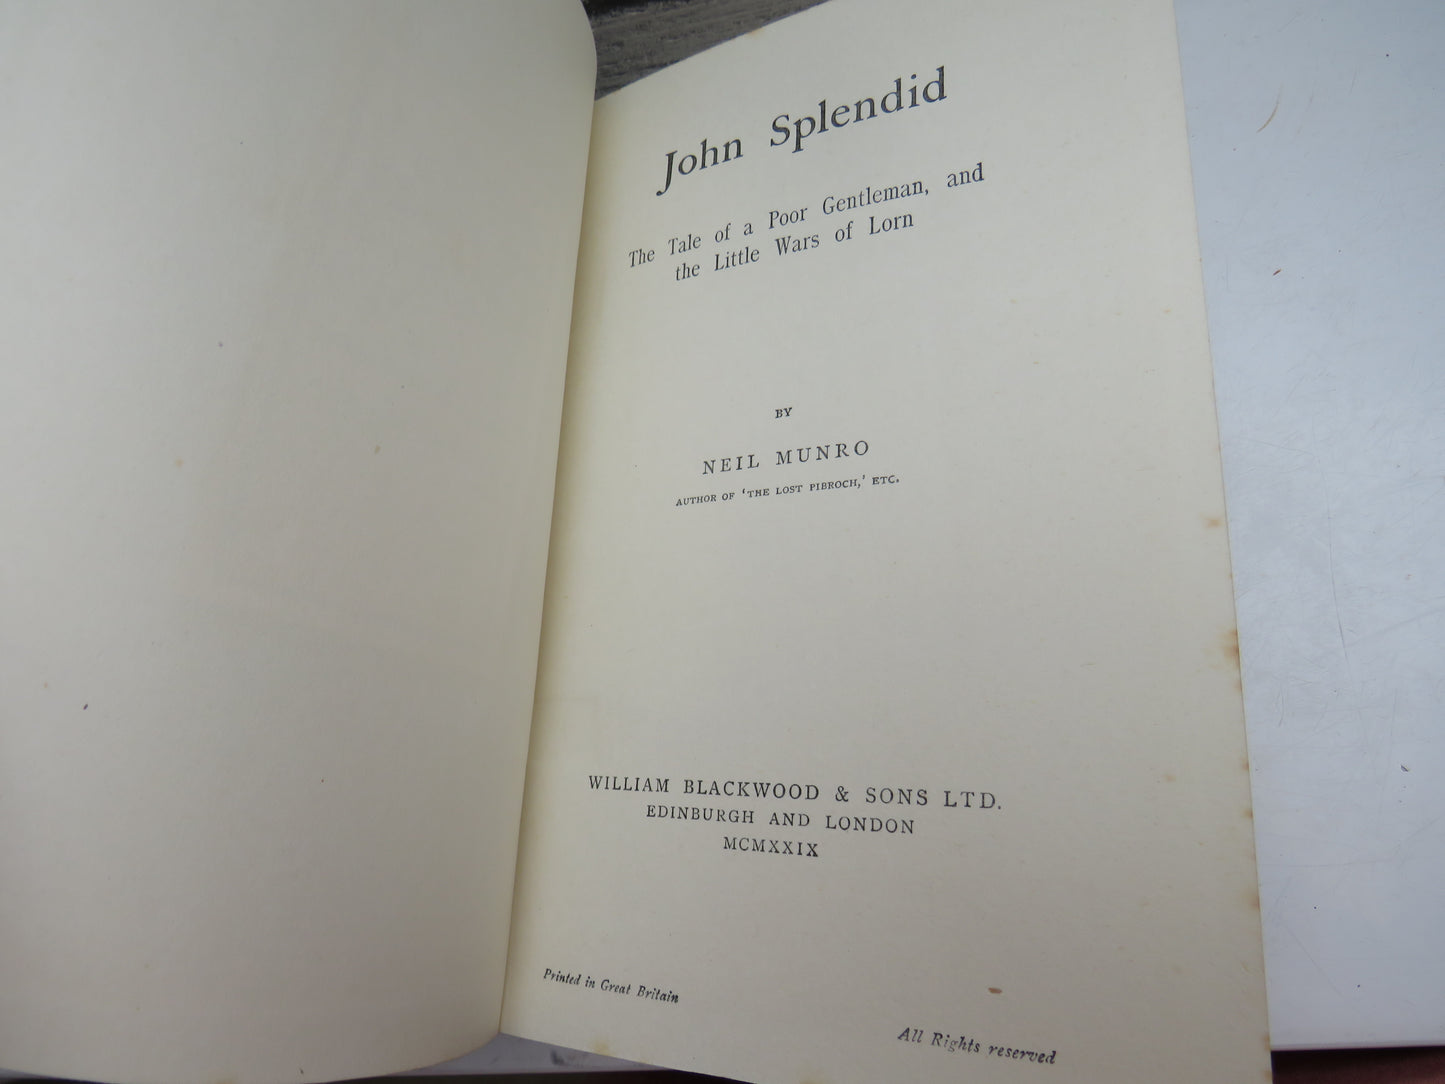 John Splendid
The Tale of a Poor Gentleman, and
the Little Wars of Lorn
BY
NEIL MUNRO
AUTHOR OF 'THE LOST PIBROCH,' ETC.
WILLIAM BLACKWOOD & SONS LTD.
EDINBURGH AND LONDON
MCMXXIX
Printed in Great Britain
All Rights reserved